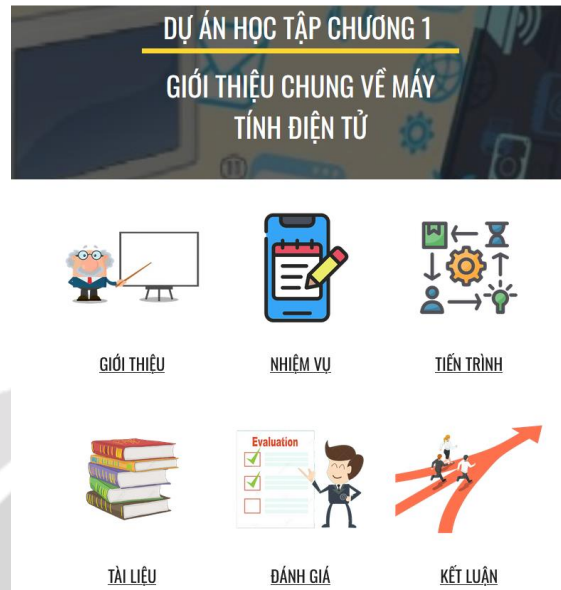 DỰ ÁN HỌC TẬP CHƯƠNG 1
GIỚI THIỆU CHUNG VỀ MÁY
TÍNH ĐIỆN TỬ
GIỚI THIỆU
NHIỆM VỤ
TIẾN TRÌNH
Evaluation
TÀI LIỆU
ĐÁNH GIÁ
KẾT LUẬN